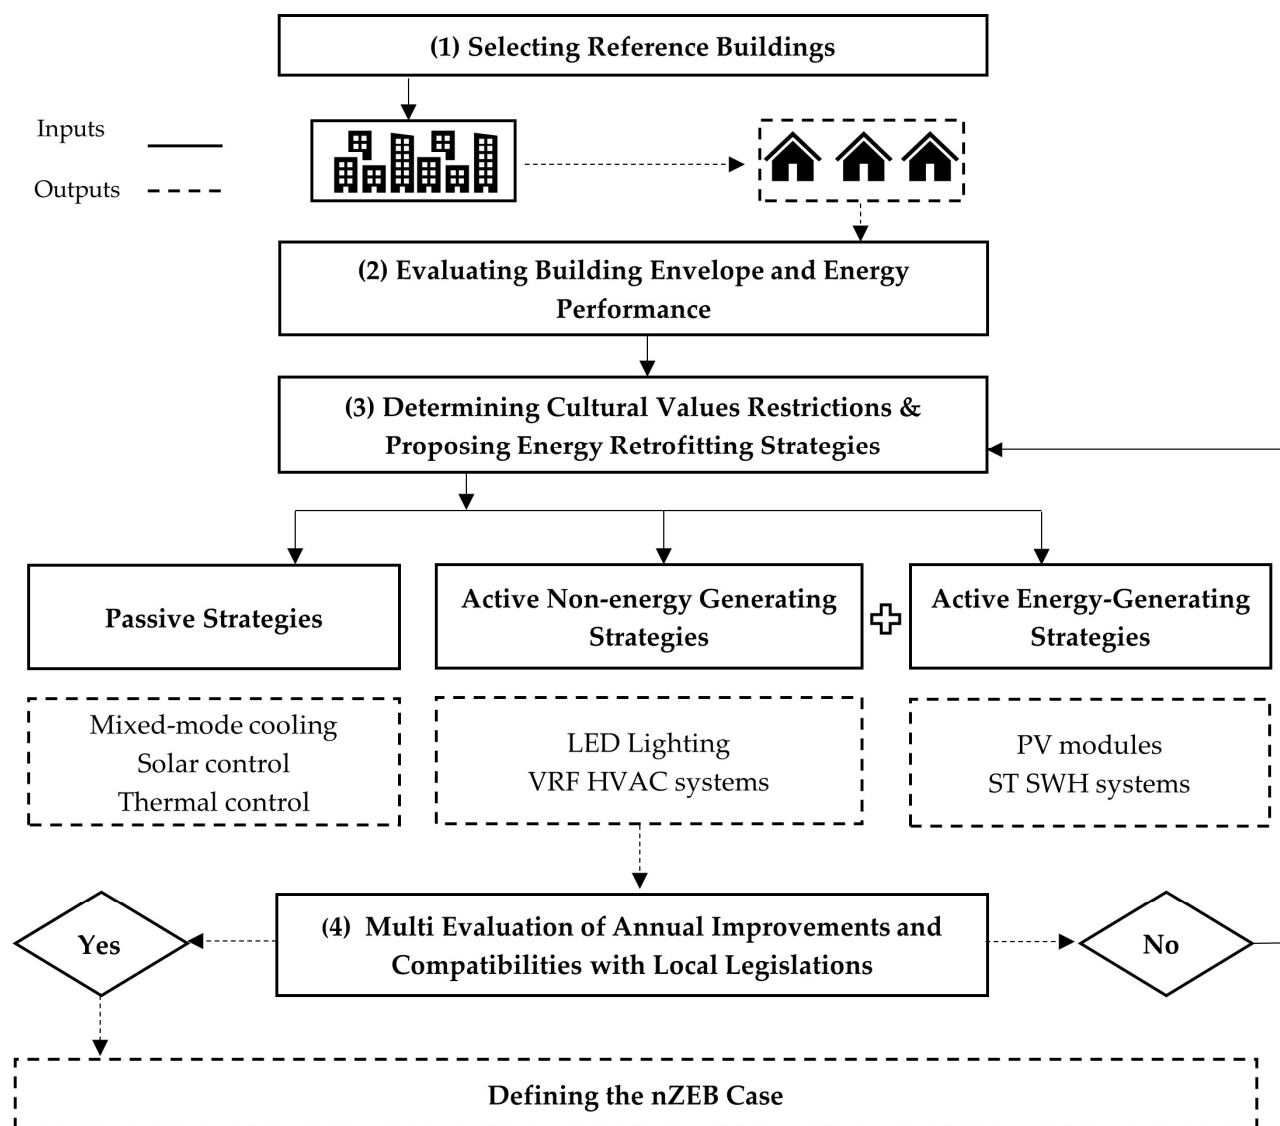 (1) Selecting Reference Buildings
Inputs
Outputs
(2) Evaluating Building Envelope and Energy
Performance
(3) Determining Cultural Values Restrictions &
Proposing Energy Retrofitting Strategies
Passive Strategies
Active Non-energy Generating
Strategies
Active Energy-Generating
Strategies
Mixed-mode cooling
Solar control
Thermal control
LED Lighting
VRF HVAC systems
PV modules
ST SWH systems
Yes
(4) Multi Evaluation of Annual Improvements and
Compatibilities with Local Legislations
No
Defining the nZEB Case